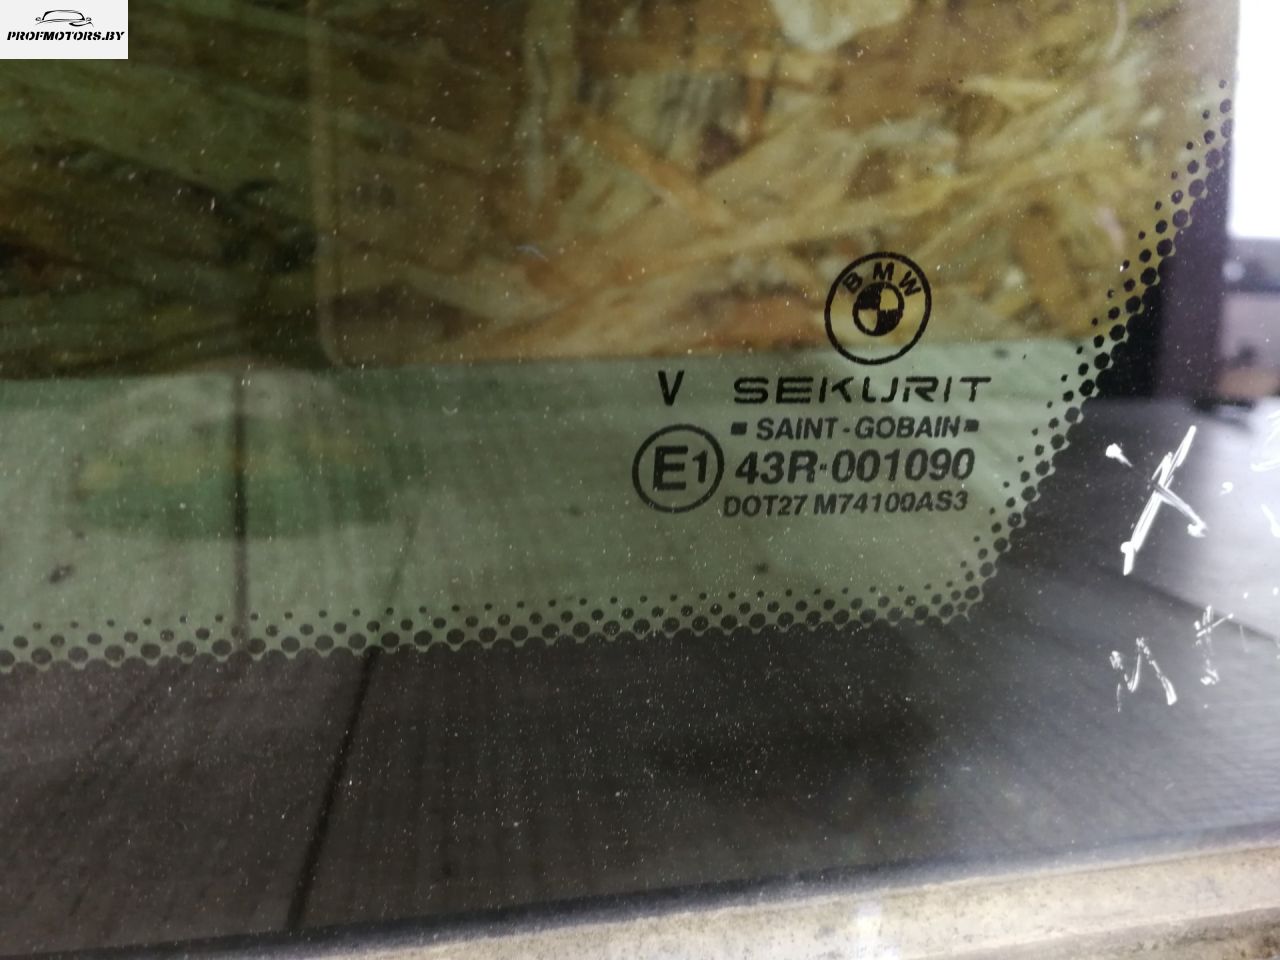 PROFMOTORS.BY
BMW
V SEKURIT
SAINT-GOBAIN
E1 43R-001090
DOT27 M74100AS3